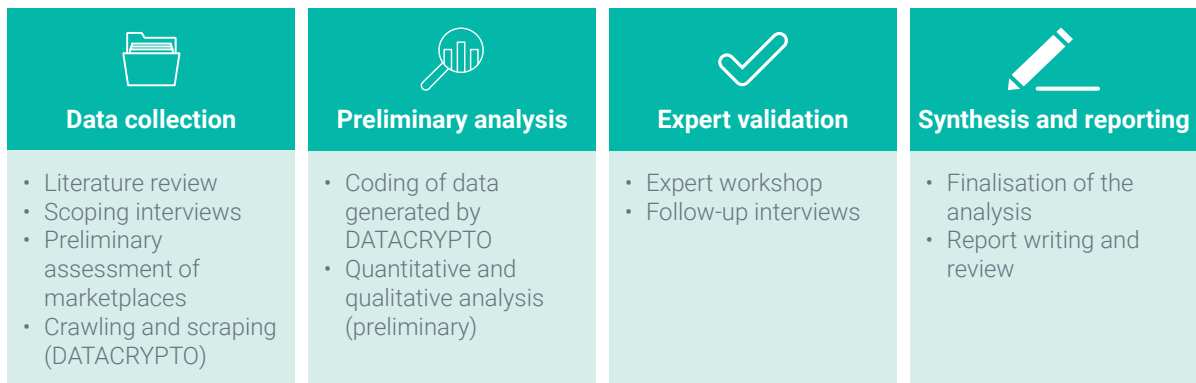 Data collection
• Literature review
• Scoping interviews
• Preliminary
assessment of
marketplaces
• Crawling and scraping
(DATACRYPTO)
Preliminary analysis
• Coding of data
generated by
DATACRYPTO
• Quantitative and
qualitative analysis
(preliminary)
Expert validation
• Expert workshop
• Follow-up interviews
Synthesis and reporting
• Finalisation of the
analysis
• Report writing and
review